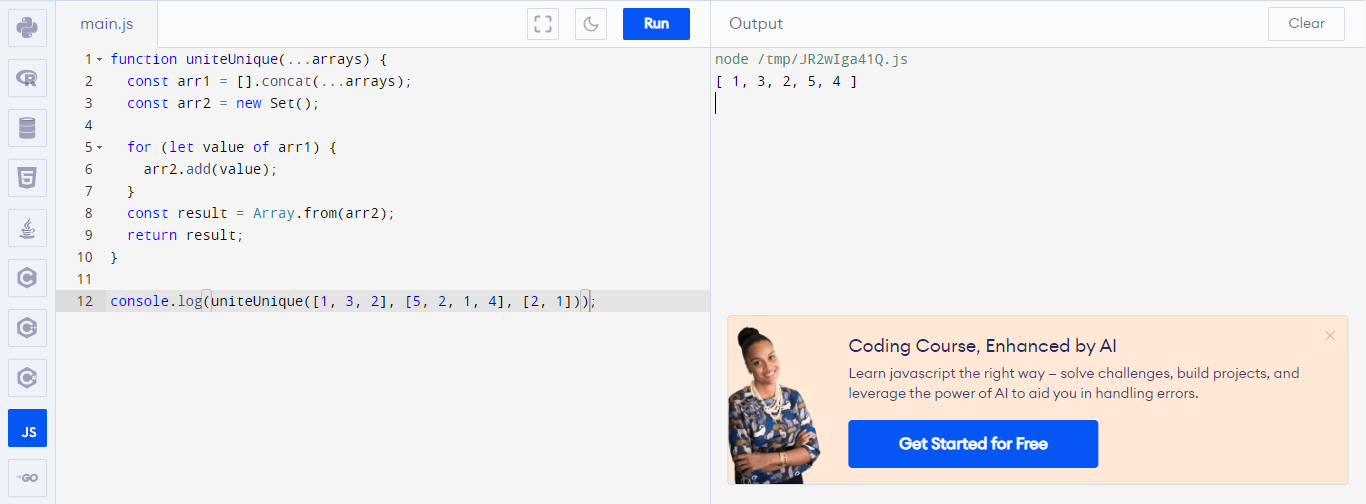 main.js
Run
Output
Clear
1 function uniteUnique(...arrays) {
2 const arr1 = [].concat(...arrays);
3 const arr2 = new Set();
4
5 for (let value of arr1) {
6 arr2.add(value);
7 }
8 const result = Array.from(arr2);
9 return result;
10 }
11
12 console.log(uniteUnique([1, 3, 2], [5, 2, 1, 4], [2, 1]));
node /tmp/JR2wIga41Q.js
[ 1, 3, 2, 5, 4 ]
Coding Course, Enhanced by AI
Learn javascript the right way – solve challenges, build projects, and
leverage the power of AI to aid you in handling errors.
Get Started for Free
R
5
C
C
C
JS
GO